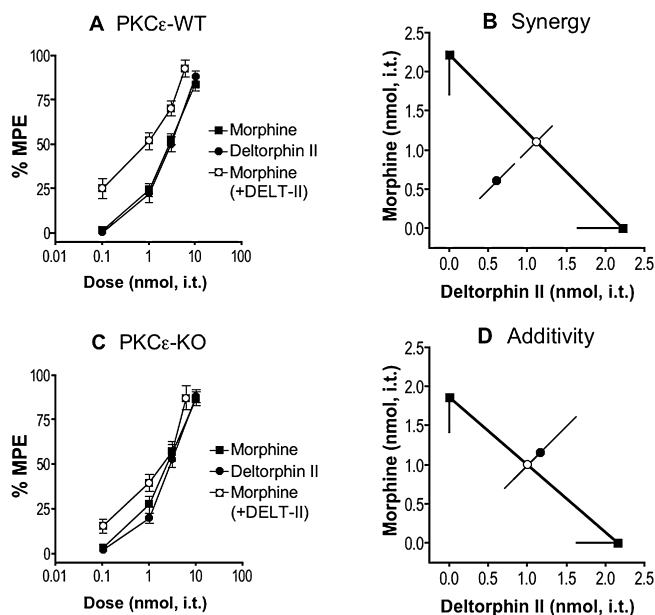 A PKCε-WT
100
75
50
25
0
% MPE
0.01 0.1 1 10 100
Dose (nmol, i.t.)
Morphine
Deltorphin II
Morphine
(+DELT-II)
B Synergy
2.5
2.0
1.5
1.0
0.5
0.0
Morphine (nmol, i.t.)
0.0 0.5 1.0 1.5 2.0 2.5
Deltorphin II (nmol, i.t.)
C PKCε-KO
100
75
50
25
0
% MPE
0.01 0.1 1 10 100
Dose (nmol, i.t.)
Morphine
Deltorphin II
Morphine
(+DELT-II)
D Additivity
2.5
2.0
1.5
1.0
0.5
0.0
Morphine (nmol, i.t.)
0.0 0.5 1.0 1.5 2.0 2.5
Deltorphin II (nmol, i.t.)